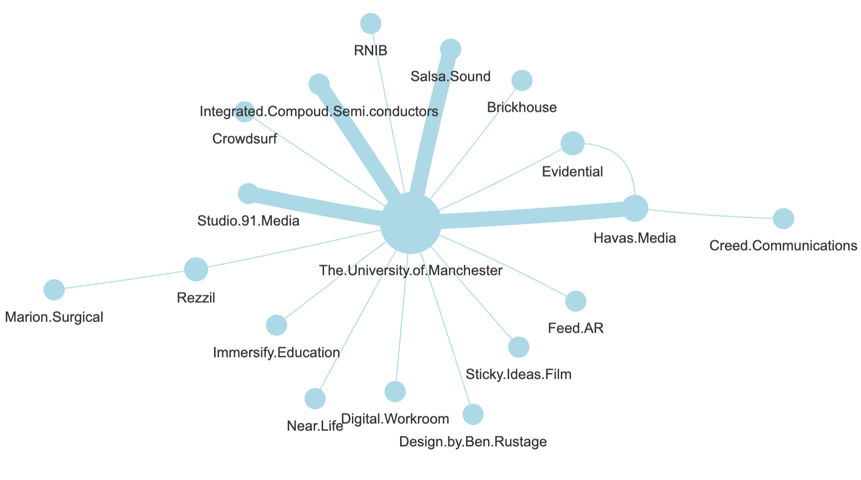 RNIB
Salsa.Sound
Brickhouse
Integrated.Compoud.Semi.conductors
Crowdsurf
Evidential
Studio.91.Media
Havas.Media
Creed.Communications
The.University.of.Manchester
Rezzil
Marion.Surgical
Feed.AR
Immersify.Education
Sticky.Ideas.Film
Near.Life
Digital.Workroom
Design.by.Ben.Rustage